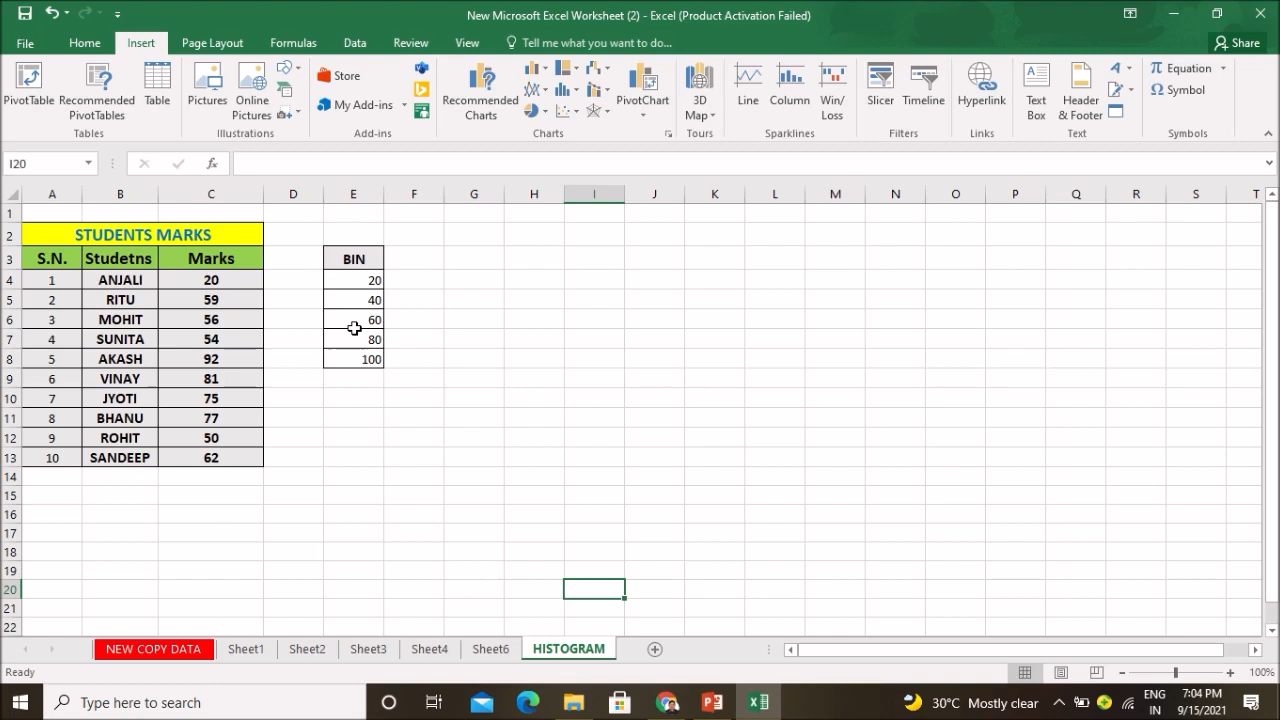 New Microsoft Excel Worksheet (2) - Excel (Product Activation Failed)
File Home Insert Page Layout Formulas Data Review View Tell me what you want to do... Share
PivotTable Recommended PivotTables Table
Tables
Pictures Online Pictures
Illustrations
Store
My Add-ins
Add-ins
Recommended Charts
PivotChart
Charts
3D Map
Tours
Line Column Win/ Loss
Sparklines
Slicer Timeline
Filters
Hyperlink
Links
Text Box Header & Footer
Text
Equation
Symbol
Symbols
I20 fx
A B C D E F G H I J K L M N O P Q R S T
1
2 STUDENTS MARKS
3 S.N. Studetns Marks BIN
4 1 ANJALI 20 20
5 2 RITU 59 40
6 3 MOHIT 56 60
7 4 SUNITA 54 80
8 5 AKASH 92 100
9 6 VINAY 81
10 7 JYOTI 75
11 8 BHANU 77
12 9 ROHIT 50
13 10 SANDEEP 62
14
15
16
17
18
19
20
21
22
NEW COPY DATA Sheet1 Sheet2 Sheet3 Sheet4 Sheet6 HISTOGRAM
Ready 100%
Type here to search 30°C Mostly clear ENG IN 7:04 PM 9/15/2021